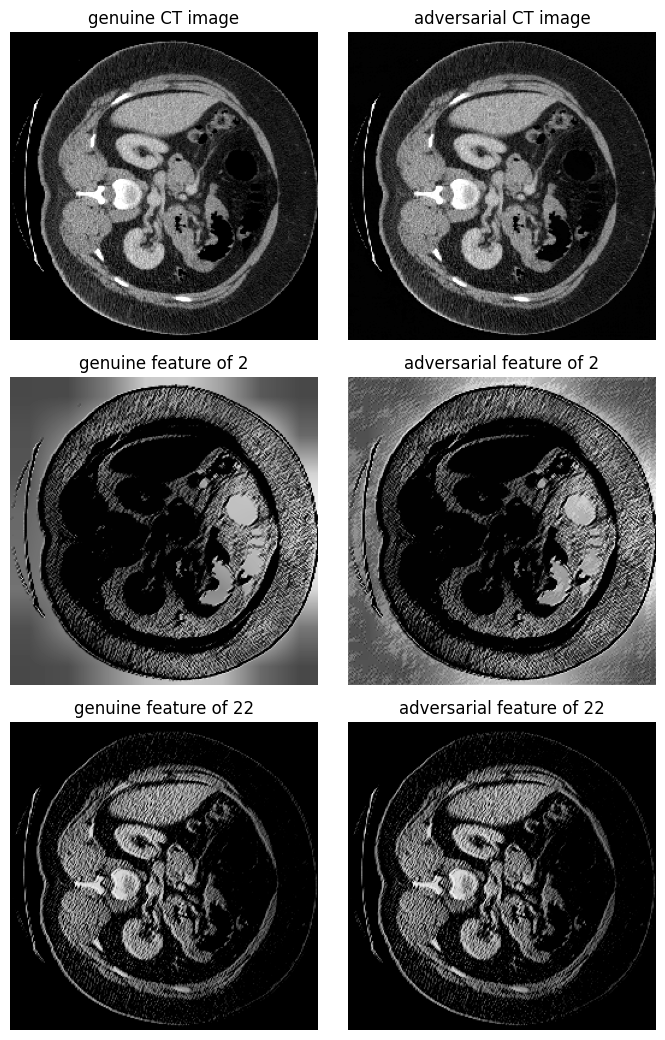 genuine CT image
adversarial CT image
genuine feature of 2
adversarial feature of 2
genuine feature of 22
adversarial feature of 22